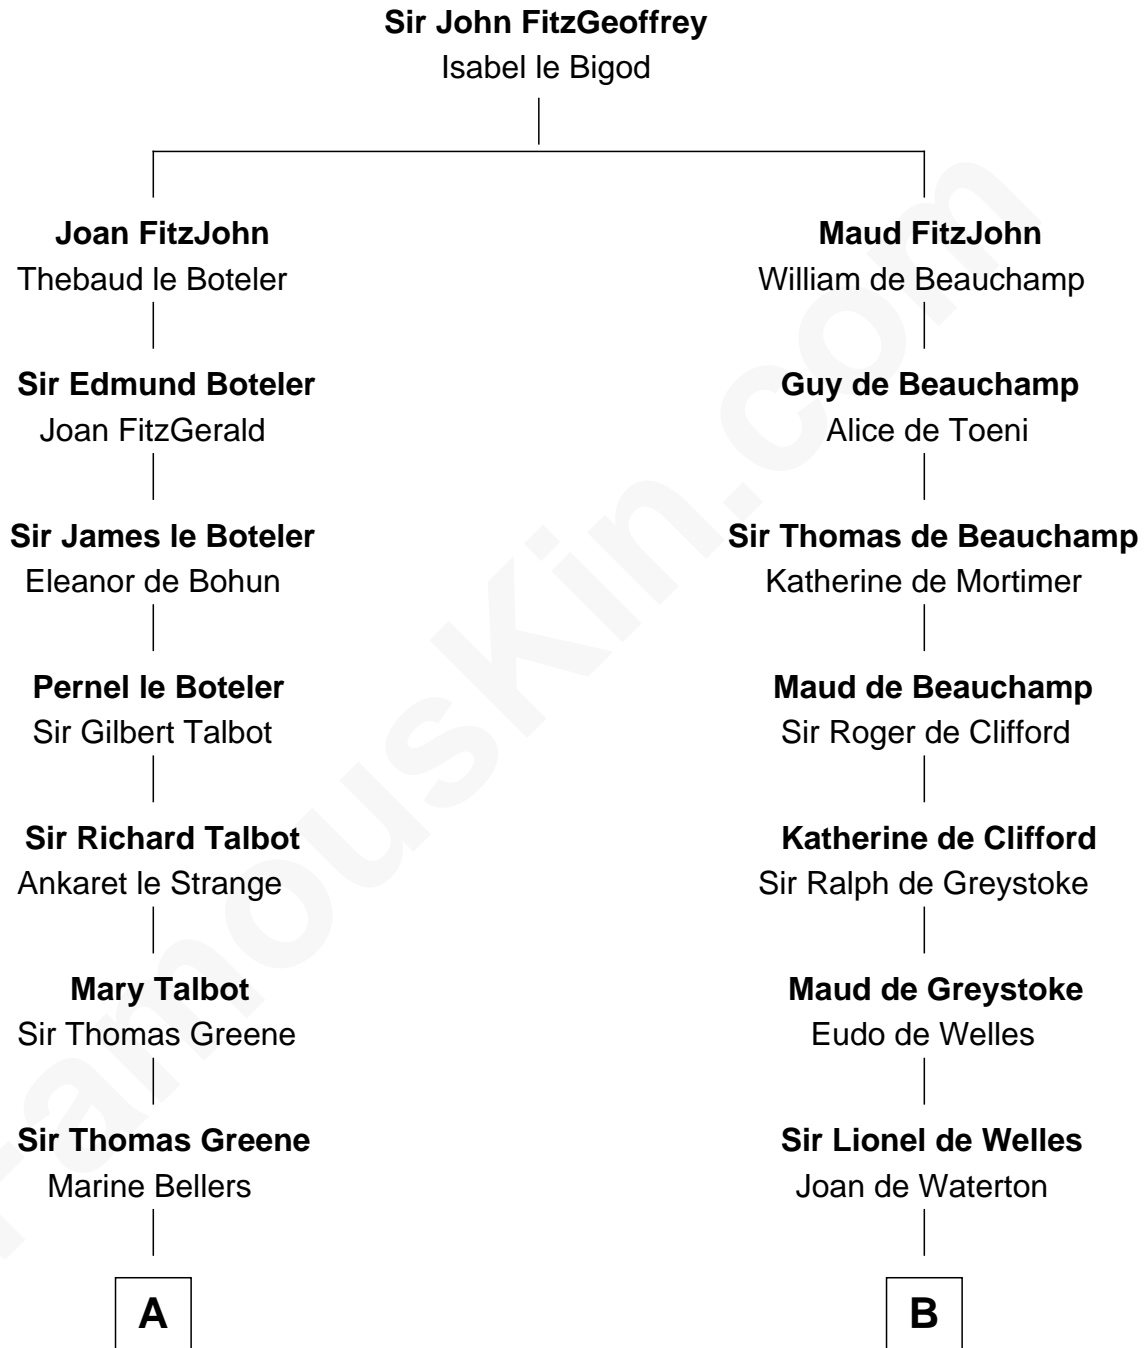 Sir John FitzGeoffrey
Isabel le Bigod
Joan FitzJohn
Thebaud le Boteler
Maud FitzJohn
William de Beauchamp
Sir Edmund Boteler
Joan FitzGerald
Guy de Beauchamp
Alice de Toeni
Sir James le Boteler
Eleanor de Bohun
Sir Thomas de Beauchamp
Katherine de Mortimer
Pernel le Boteler
Sir Gilbert Talbot
Maud de Beauchamp
Sir Roger de Clifford
Sir Richard Talbot
Ankaret le Strange
Katherine de Clifford
Sir Ralph de Greystoke
Mary Talbot
Sir Thomas Greene
Maud de Greystoke
Eudo de Welles
Sir Thomas Greene
Marine Bellers
Sir Lionel de Welles
Joan de Waterton
A
B
FamousKin.com